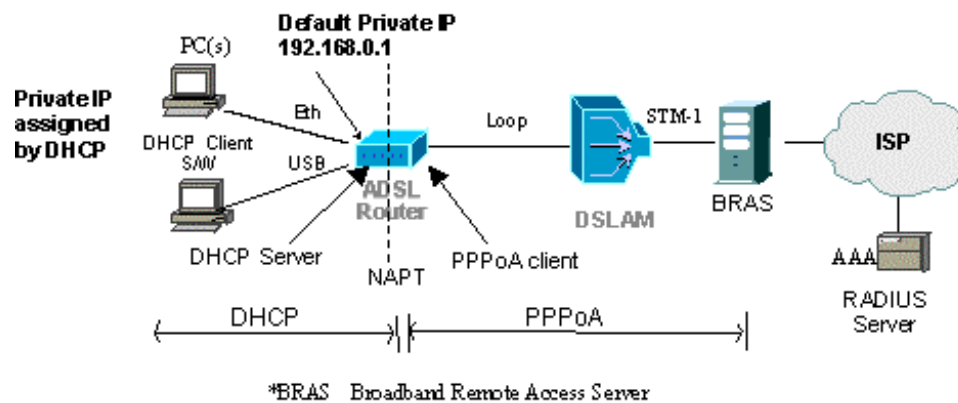 Default Private IP
192.168.0.1
PC(s)
Private IP
assigned
by DHCP
Eth
DHCP Client
S/W
USB
ADSL
Router
Loop
STM-1
DSLAM
BRAS
ISP
DHCP Server
NAPT
PPPoA client
AAA
RADIUS
Server
DHCP
PPPoA
*BRAS Broadband Remote Access Server